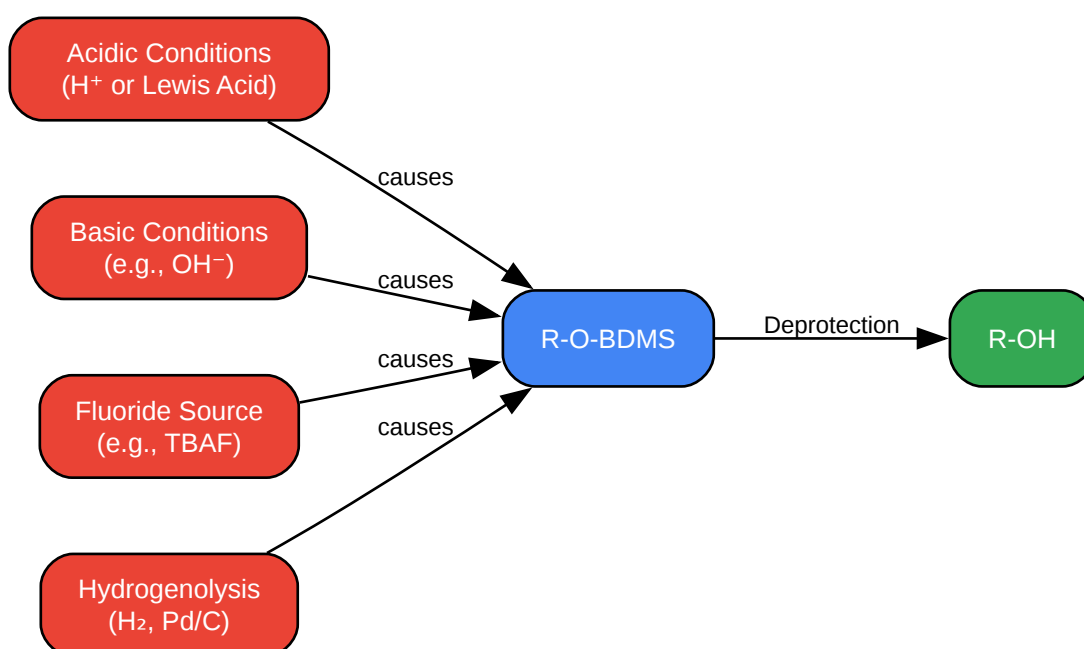 Acidic Conditions
(H⁺ or Lewis Acid)
causes
Basic Conditions
(e.g., OH⁻)
causes
R-O-BDMS
Deprotection
R-OH
causes
Fluoride Source
(e.g., TBAF)
causes
Hydrogenolysis
(H₂, Pd/C)